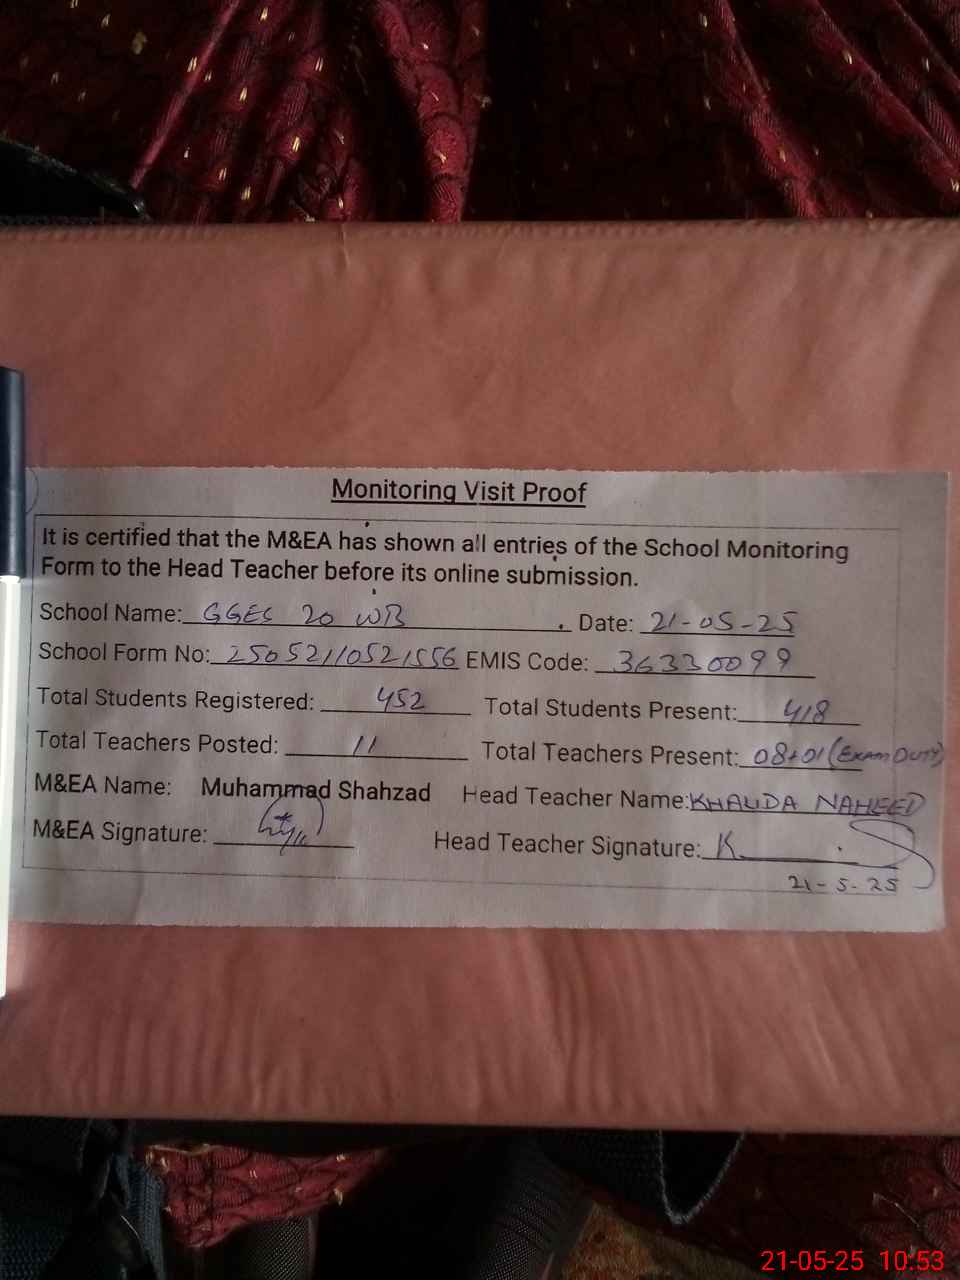 Monitoring Visit Proof
It is certified that the M&EA has shown all entries of the School Monitoring
Form to the Head Teacher before its online submission.
School Name: GGES 20 WB Date: 21-05-25
School Form No: 25052110521556 EMIS Code: 36330099
Total Students Registered: 452 Total Students Present: 418
Total Teachers Posted: 11 Total Teachers Present: 08+01 (EXAM DUTY)
M&EA Name: Muhammad Shahzad Head Teacher Name: KHALIDA NAHEED
M&EA Signature: Head Teacher Signature: K
21-5-25
21-05-25 10:53